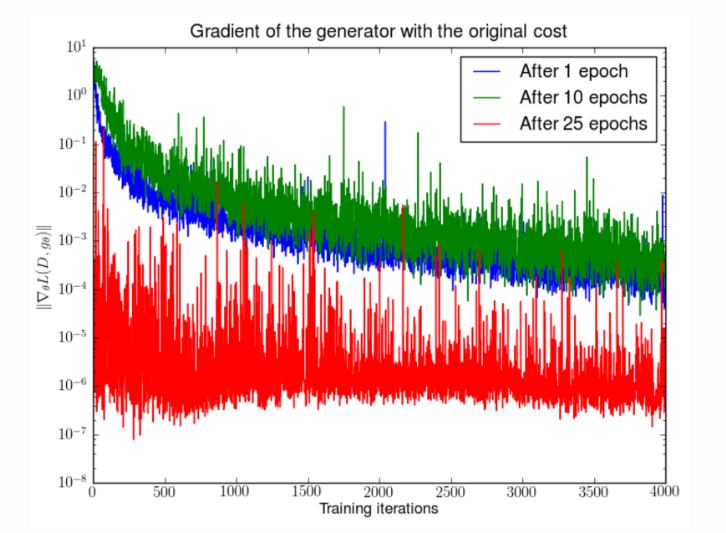 Gradient of the generator with the original cost
10¹
10⁰
10⁻¹
10⁻²
10⁻³
10⁻⁴
10⁻⁵
10⁻⁶
10⁻⁷
10⁻⁸
‖∇θL(D, gθ)‖
After 1 epoch
After 10 epochs
After 25 epochs
0 500 1000 1500 2000 2500 3000 3500 4000
Training iterations